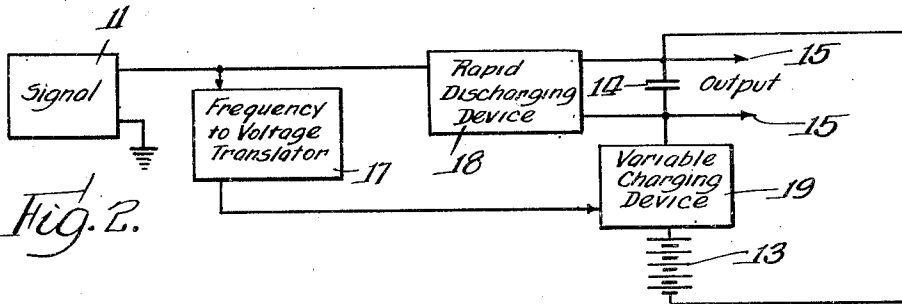 11
Signal
Frequency
to Voltage
Translator
17
Rapid
Discharging
Device
18
14
Output
15
15
Variable
Charging
Device
19
13
Fig. 2.